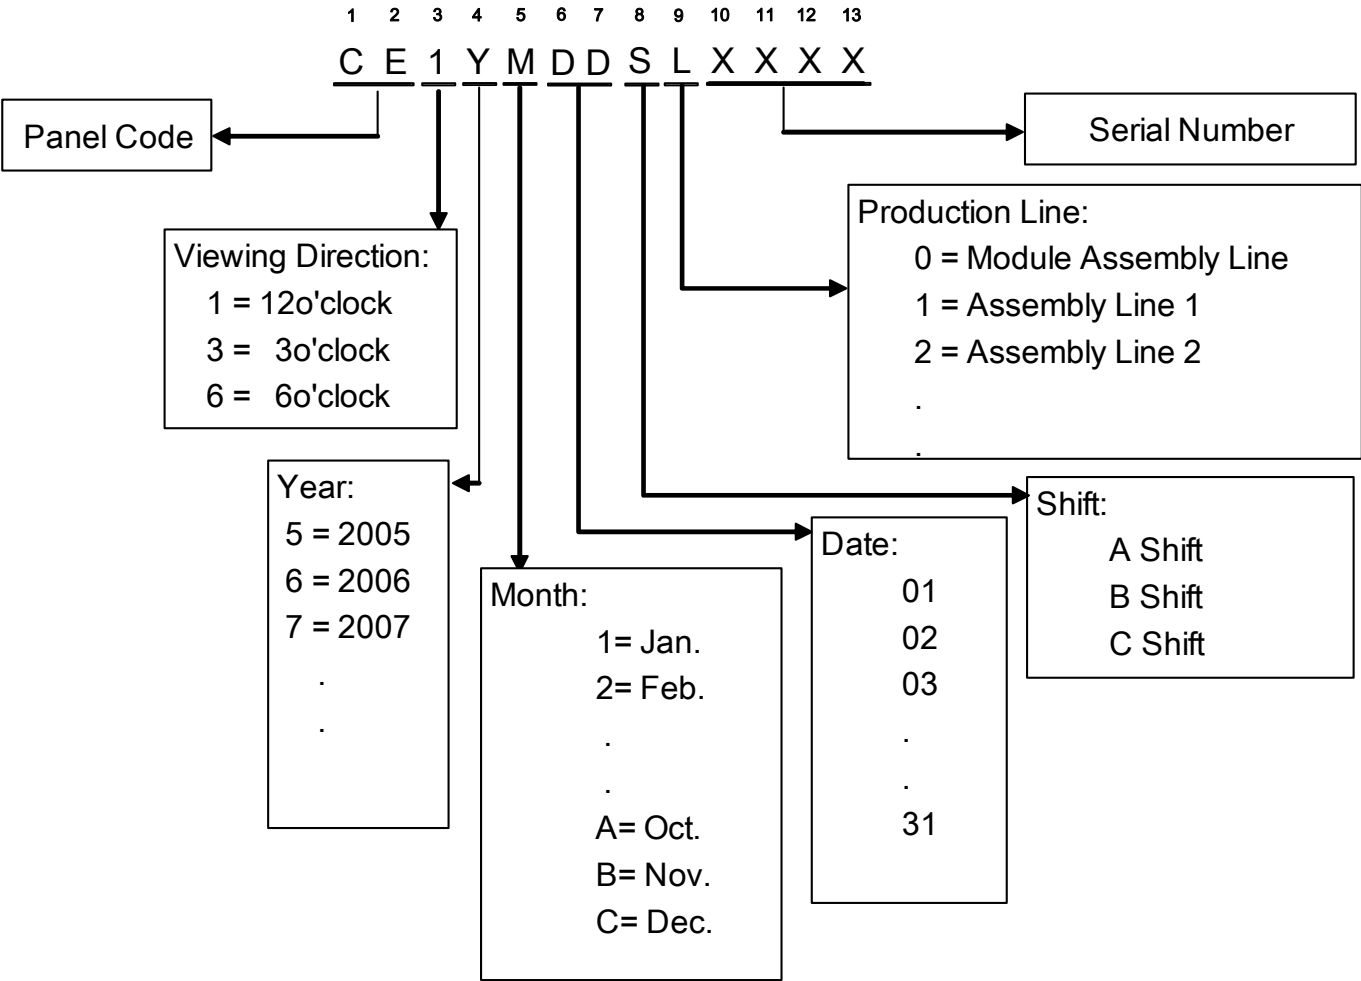 1 2 3 4 5 6 7 8 9 10 11 12 13
C E 1 Y M D D S L X X X X
Panel Code
Serial Number
Viewing Direction:
1 = 12o'clock
3 = 3o'clock
6 = 6o'clock
Production Line:
0 = Module Assembly Line
1 = Assembly Line 1
2 = Assembly Line 2
.
.
Year:
5 = 2005
6 = 2006
7 = 2007
.
.
Month:
1= Jan.
2= Feb.
.
.
A= Oct.
B= Nov.
C= Dec.
Date:
01
02
03
.
.
31
Shift:
A Shift
B Shift
C Shift